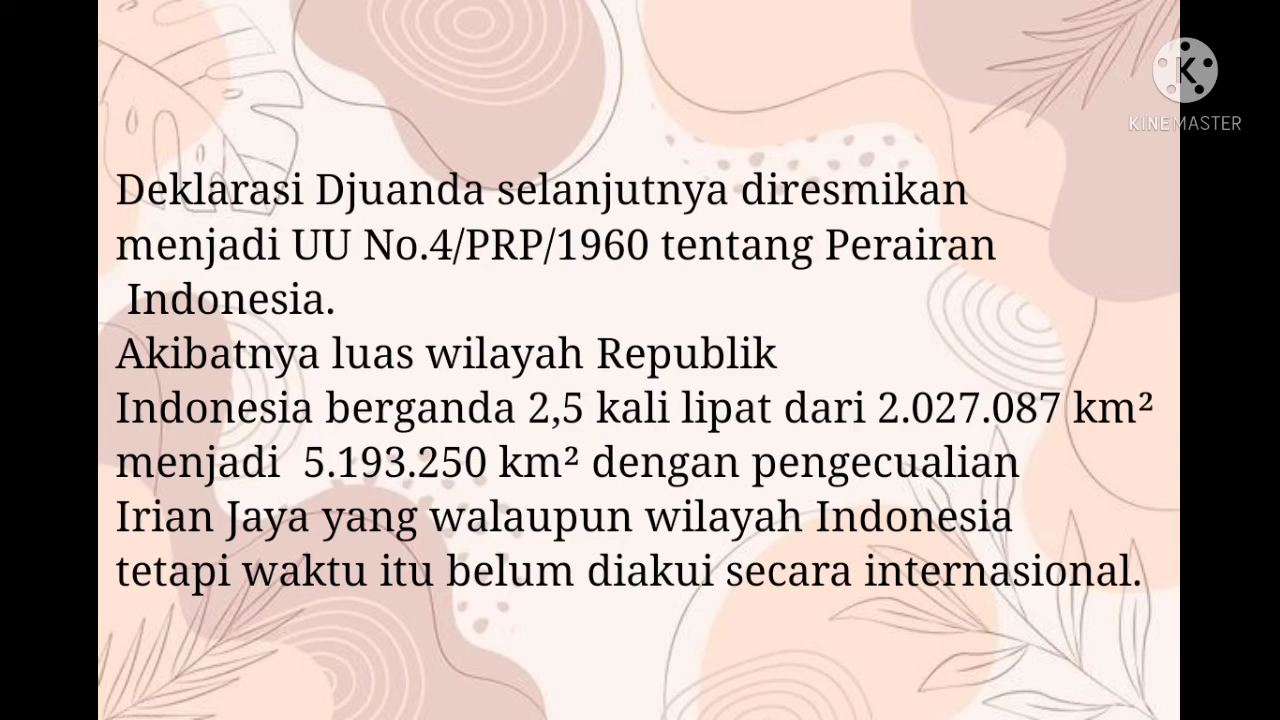 KINEMASTER
Deklarasi Djuanda selanjutnya diresmikan
menjadi UU No.4/PRP/1960 tentang Perairan
Indonesia.
Akibatnya luas wilayah Republik
Indonesia berganda 2,5 kali lipat dari 2.027.087 km²
menjadi  5.193.250 km² dengan pengecualian
Irian Jaya yang walaupun wilayah Indonesia
tetapi waktu itu belum diakui secara internasional.